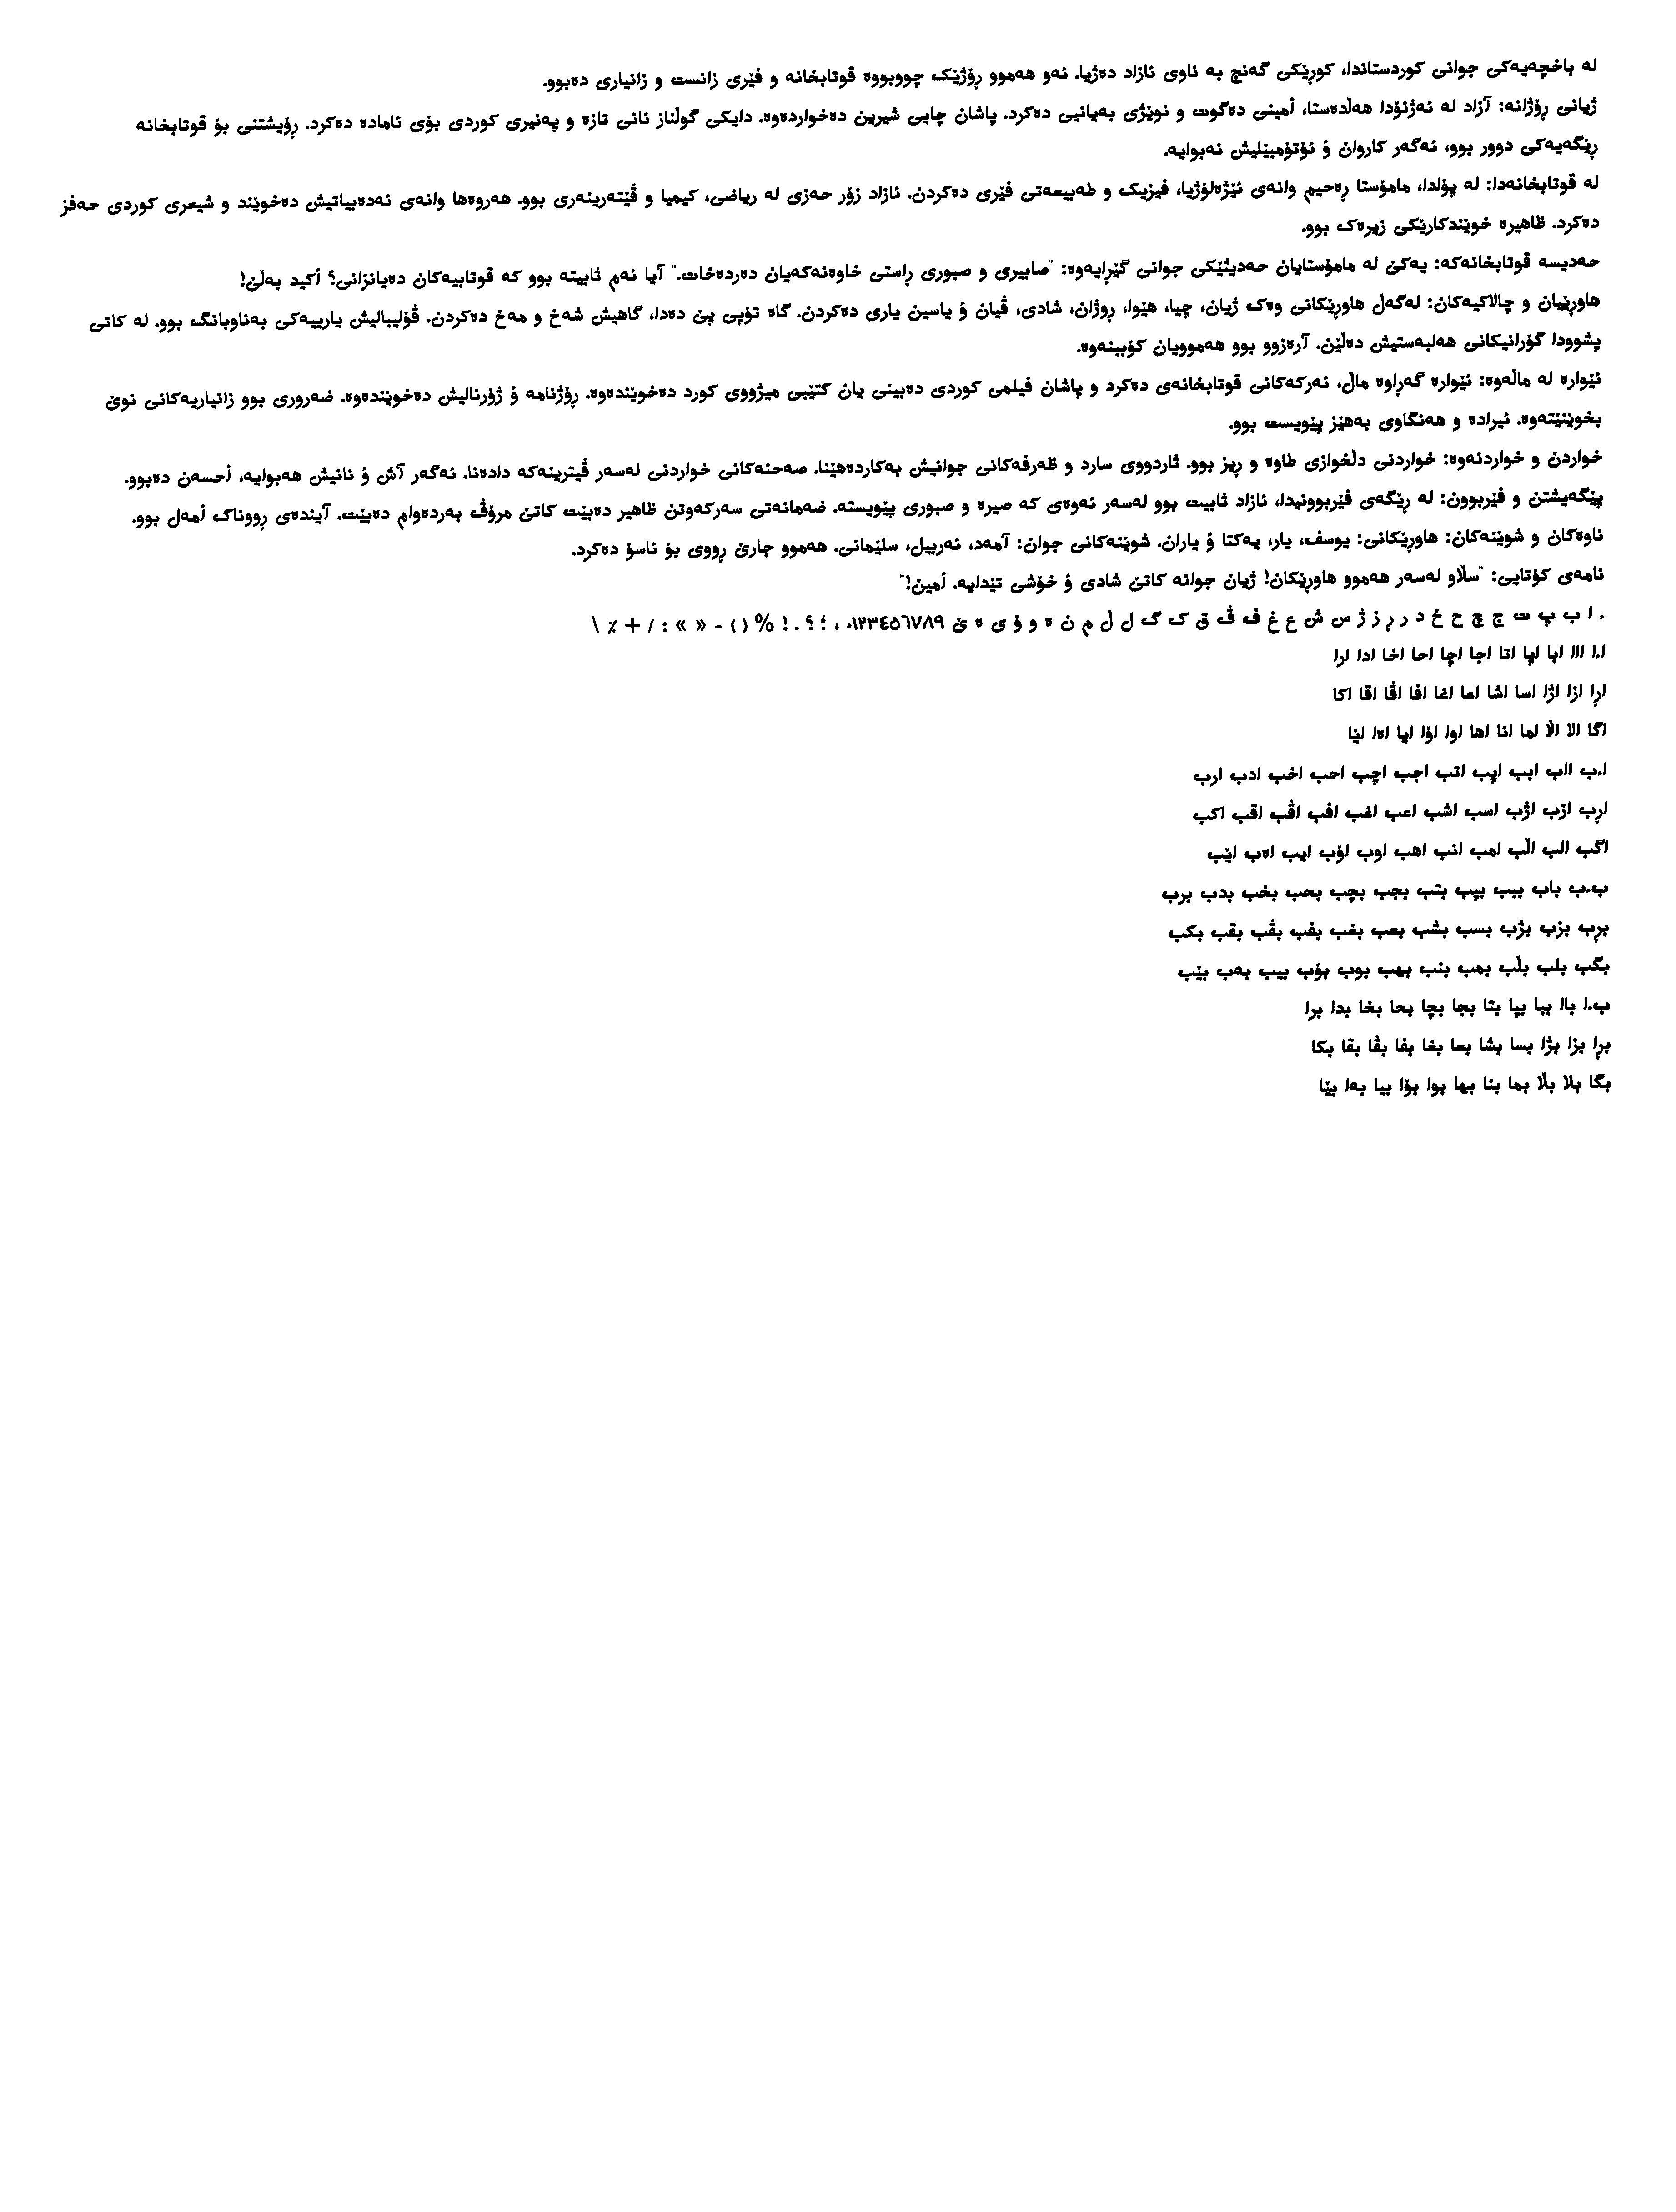 لە باخچەیەکی جوانی کوردستاندا، کوڕێکی گەنج بە ناوی ئازاد دەژیا. ئەو هەموو ڕۆژێک چووبووە قوتابخانە و فێری زانست و زانیاری دەبوو.
ژیانی ڕۆژانە: آزاد لە ئەژنۆدا هەڵدەستا، أمینی دەگوت و نوێژی بەیانیی دەکرد. پاشان چایی شیرین دەخواردەوە. دایکی گوڵناز نانی تازە و پەنیری کوردی بۆی ئامادە دەکرد. ڕۆیشتنی بۆ قوتابخانە
ڕێگەیەکی دوور بوو، ئەگەر کاروان ؤ ئۆتۆمبێلیش نەبوایە.
لە قوتابخانەدا: لە پۆلدا، مامۆستا ڕەحیم وانەی ئێژەلۆژیا، فیزیک و طەبیعەتی فێری دەکردن. ئازاد زۆر حەزی لە ریاضی، کیمیا و ڤێتەرینەری بوو. هەروەها وانەی ئەدەبیاتیش دەخوێند و شیعری کوردی حەفز
دەکرد. ظاهیرە خوێندکارێکی زیرەک بوو.
حەدیسە قوتابخانەکە: یەکێ لە مامۆستایان حەدیثێکی جوانی گێڕایەوە: "صابیری و صبوری ڕاستی خاوەنەکەیان دەردەخات." آیا ئەم ثابیتە بوو کە قوتابیەکان دەیانزانی؟ أکید بەڵێ!
هاوڕێیان و چالاکیەکان: لەگەڵ هاوڕێکانی وەک ژیان، چیا، هێوا، ڕوژان، شادی، ڤیان ؤ یاسین یاری دەکردن. گاە تۆپی پێ دەدا، گاهیش شەخ و مەخ دەکردن. ڤۆلیبالیش یارییەکی بەناوبانگ بوو. لە کاتی
پشوودا گۆرانیکانی هەلبەستیش دەڵێن. آرەزوو بوو هەموویان کۆببنەوە.
ئێوارە لە ماڵەوە: ئێوارە گەڕاوە ماڵ، ئەرکەکانی قوتابخانەی دەکرد و پاشان فیلمی کوردی دەبینی یان کتێبی میژووی کورد دەخوێندەوە. ڕۆژنامە ؤ ژۆرنالیش دەخوێندەوە. ضەروری بوو زانیاریەکانی نوێ
بخوێنێتەوە. ئیرادە و هەنگاوی بەهێز پێویست بوو.
خواردن و خواردنەوە: خواردنی دڵخوازی طاوە و ڕیز بوو. ثاردووی سارد و ظەرفەکانی جوانیش بەکاردەهێنا. صەحنەکانی خواردنی لەسەر ڤیترینەکە دادەنا. ئەگەر آش ؤ نانیش هەبوایە، أحسەن دەبوو.
پێگەیشتن و فێربوون: لە ڕێگەی فێربوونیدا، ئازاد ثابیت بوو لەسەر ئەوەی کە صیرە و صبوری پێویستە. ضەمانەتی سەرکەوتن ظاهیر دەبێت کاتێ مرۆڤ بەردەوام دەبێت. آیندەی ڕووناک أمەل بوو.
ناوەکان و شوێنەکان: هاوڕێکانی: یوسف، یار، یەکتا ؤ یاران. شوێنەکانی جوان: آمەد، ئەربیل، سلێمانی. هەموو جارێ ڕووی بۆ ئاسۆ دەکرد.
نامەی کۆتایی: "سڵاو لەسەر هەموو هاوڕێکان! ژیان جوانە کاتێ شادی ؤ خۆشی تێدایە. أمین!"
ء ا ب پ ت ج چ ح خ د ر ڕ ز ژ س ش ع غ ف ڤ ق ک گ ل ڵ م ن ە و ۆ ی ە ێ ٠١٢٣٤٥٦٧٨٩ ، ؛ ؟ . ! % ( ) - « » : / + ٪ \
اءا ااا ابا اپا اتا اجا اچا احا اخا ادا ارا
اڕا ازا اژا اسا اشا اعا اغا افا اڤا اقا اکا
اگا الا اڵا اما انا اها اوا اۆا ایا اەا اێا
اءب ااب ابب اپب اتب اجب اچب احب اخب ادب ارب
اڕب ازب اژب اسب اشب اعب اغب افب اڤب اقب اکب
اگب الب اڵب امب انب اهب اوب اۆب ایب اەب اێب
بءب باب ببب بپب بتب بجب بچب بحب بخب بدب برب
بڕب بزب بژب بسب بشب بعب بغب بفب بڤب بقب بکب
بگب بلب بڵب بمب بنب بهب بوب بۆب بیب بەب بێب
بءا باا ببا بپا بتا بجا بچا بحا بخا بدا برا
بڕا بزا بژا بسا بشا بعا بغا بفا بڤا بقا بکا
بگا بلا بڵا بما بنا بها بوا بۆا بیا بەا بێا